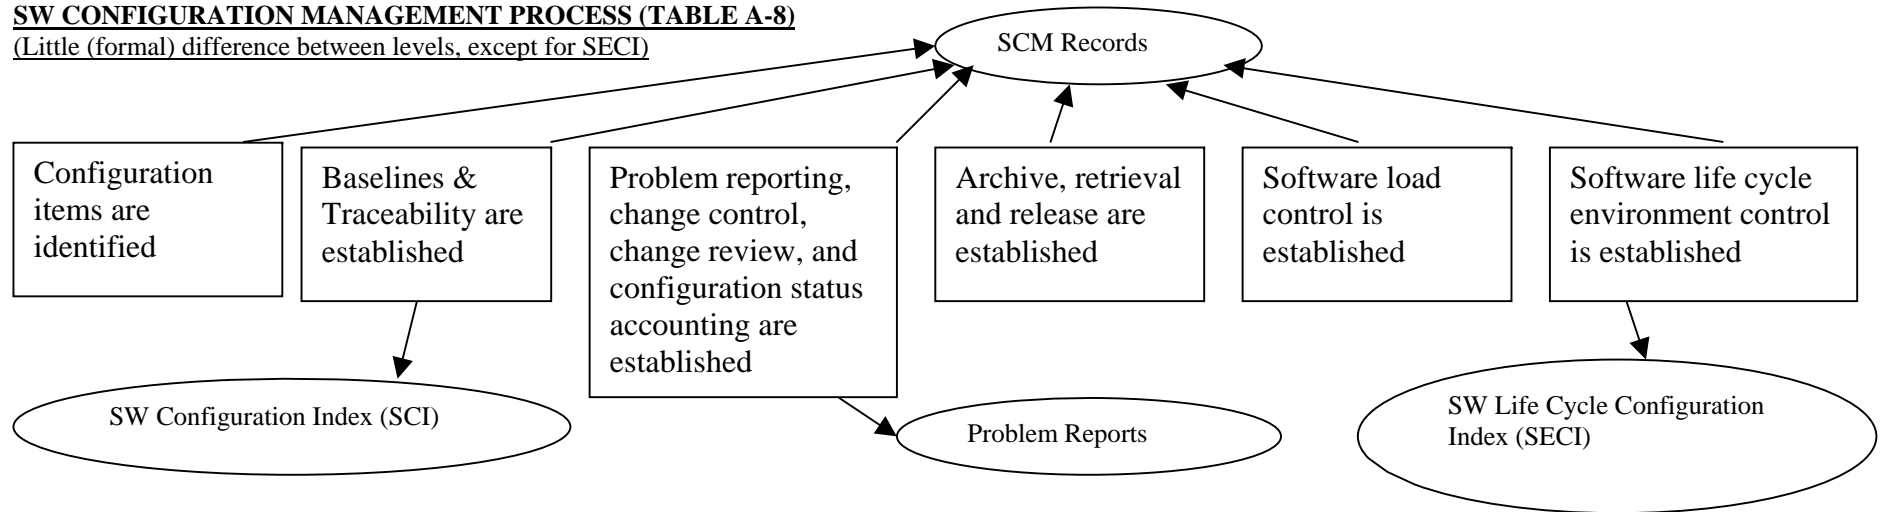 SW CONFIGURATION MANAGEMENT PROCESS (TABLE A-8)
(Little (formal) difference between levels, except for SECI)
SCM Records
Configuration
items are
identified
Baselines &
Traceability are
established
Problem reporting,
change control,
change review, and
configuration status
accounting are
established
Archive, retrieval
and release are
established
Software load
control is
established
Software life cycle
environment control
is established
SW Configuration Index (SCI)
Problem Reports
SW Life Cycle Configuration
Index (SECI)